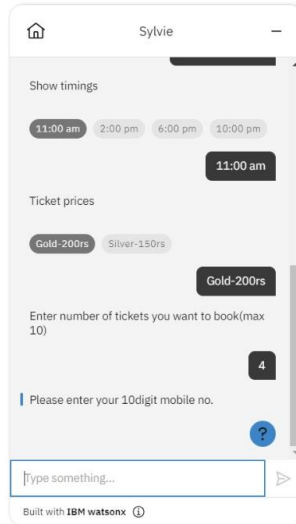 Sylvie
Show timings
11:00 am 2:00 pm 6:00 pm 10:00 pm
11:00 am
Ticket prices
Gold-200rs Silver-150rs
Gold-200rs
Enter number of tickets you want to book(max
10)
4
Please enter your 10digit mobile no.
?
Type something...
Built with IBM watsonx